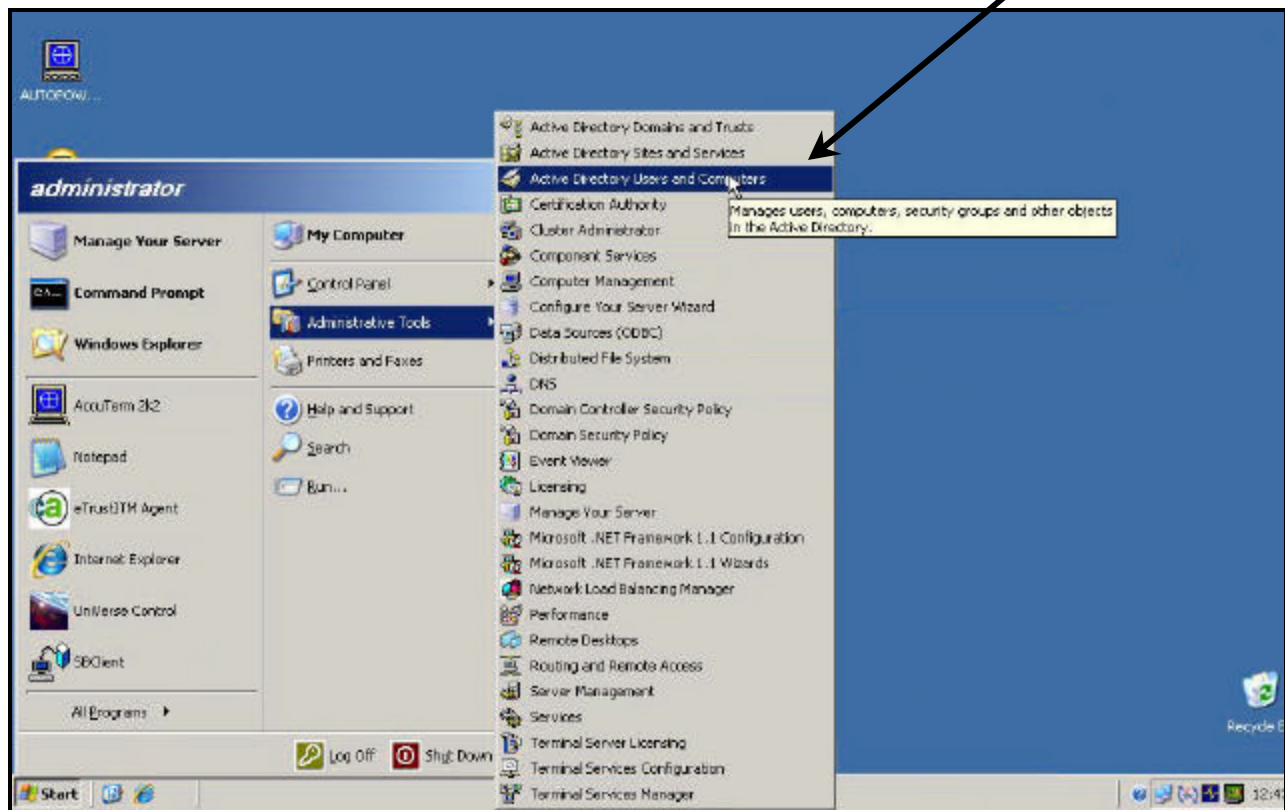 AUTOPOW...
administrator
Manage Your Server
Command Prompt
Windows Explorer
AccuTerm 2k2
Notepad
eTrustITM Agent
Internet Explorer
UniVerse Control
SBClient
All Programs
My Computer
Control Panel
Administrative Tools
Printers and Faxes
Help and Support
Search
Run...
Log Off
Shut Down
Active Directory Domains and Trusts
Active Directory Sites and Services
Active Directory Users and Computers
Manages users, computers, security groups and other objects
in the Active Directory.
Certification Authority
Cluster Administrator
Component Services
Computer Management
Configure Your Server Wizard
Data Sources (ODBC)
Distributed File System
DNS
Domain Controller Security Policy
Domain Security Policy
Event Viewer
Licensing
Manage Your Server
Microsoft .NET Framework 1.1 Configuration
Microsoft .NET Framework 1.1 Wizards
Network Load Balancing Manager
Performance
Remote Desktops
Routing and Remote Access
Server Management
Services
Terminal Server Licensing
Terminal Services Configuration
Terminal Services Manager
Recycle
Start